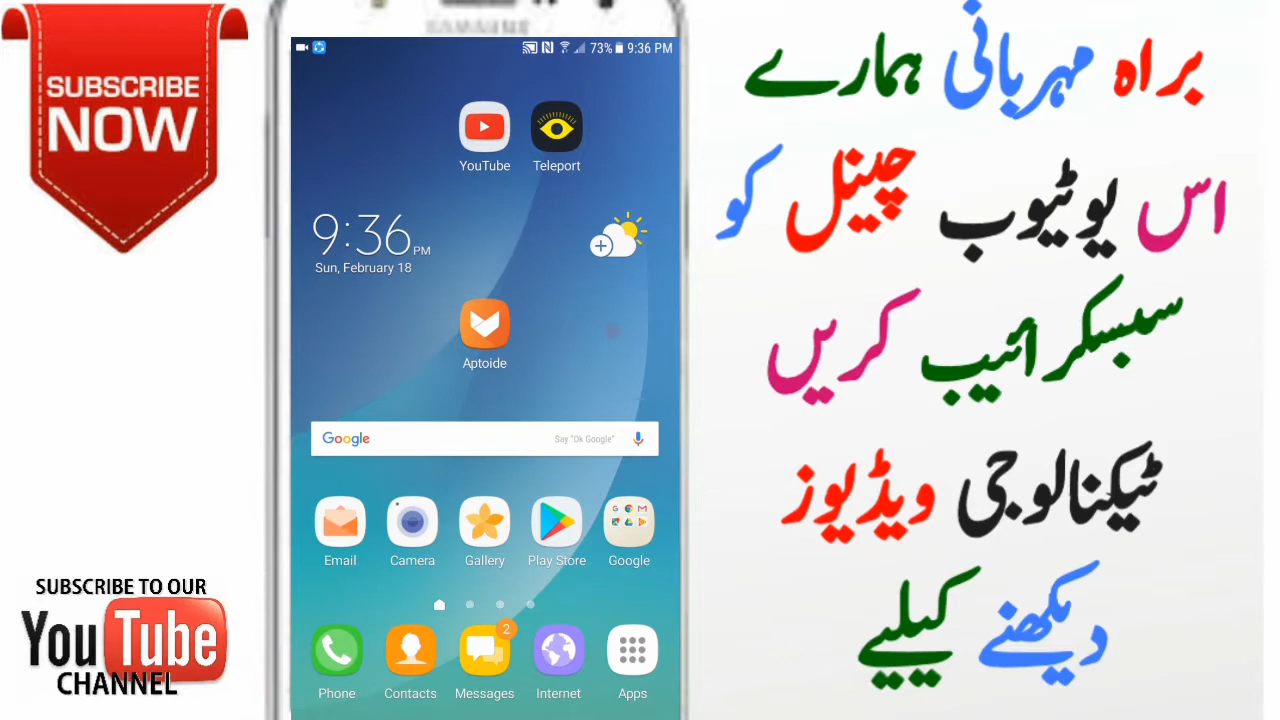 SUBSCRIBE
NOW
SUBSCRIBE TO OUR
YouTube
CHANNEL
SAMSUNG
73% 9:36 PM
YouTube Teleport
9:36 PM
Sun, February 18
Aptoide
Google Say "Ok Google"
Email Camera Gallery Play Store Google
2
Phone Contacts Messages Internet Apps
براہ مہربانی ہمارے
اس یوٹیوب چینل کو
سبسکرائیب کریں
ٹیکنالوجی ویڈیوز
دیکھنے کیلیے